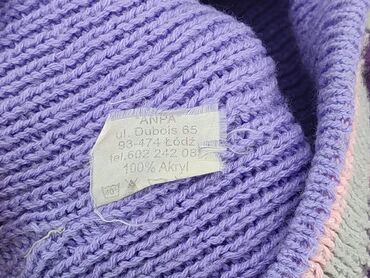 ANPA
ul. Dubois 65
93-474 Łódź
tel.602 242 08
100% Akryl